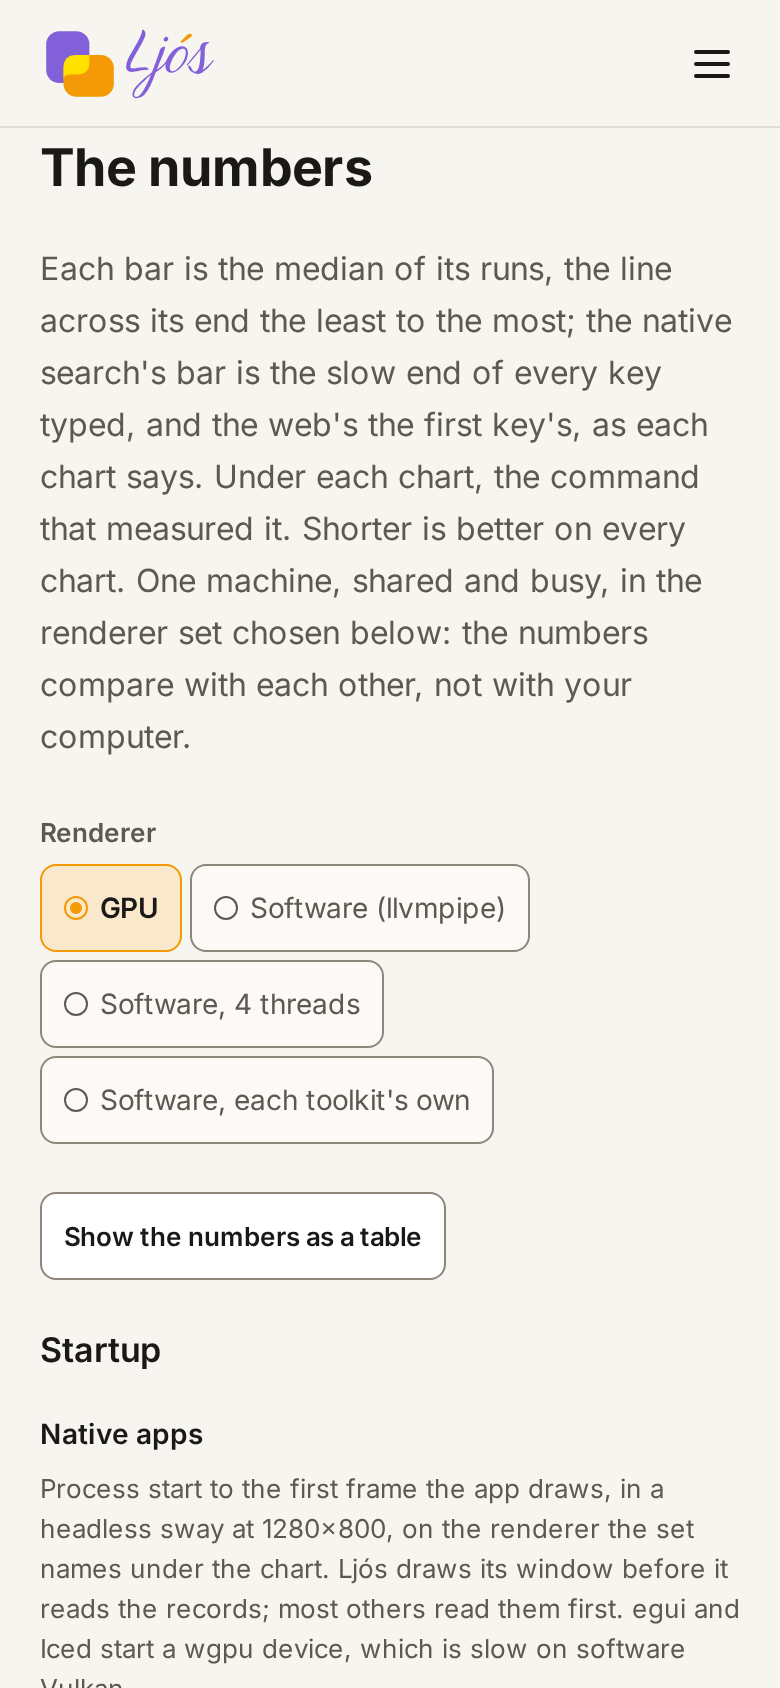 Ljós
The numbers
Each bar is the median of its runs, the line
across its end the least to the most; the native
search's bar is the slow end of every key
typed, and the web's the first key's, as each
chart says. Under each chart, the command
that measured it. Shorter is better on every
chart. One machine, shared and busy, in the
renderer set chosen below: the numbers
compare with each other, not with your
computer.
Renderer
GPU
Software (llvmpipe)
Software, 4 threads
Software, each toolkit's own
Show the numbers as a table
Startup
Native apps
Process start to the first frame the app draws, in a
headless sway at 1280×800, on the renderer the set
names under the chart. Ljós draws its window before it
reads the records; most others read them first. egui and
Iced start a wgpu device, which is slow on software
Vulkan.